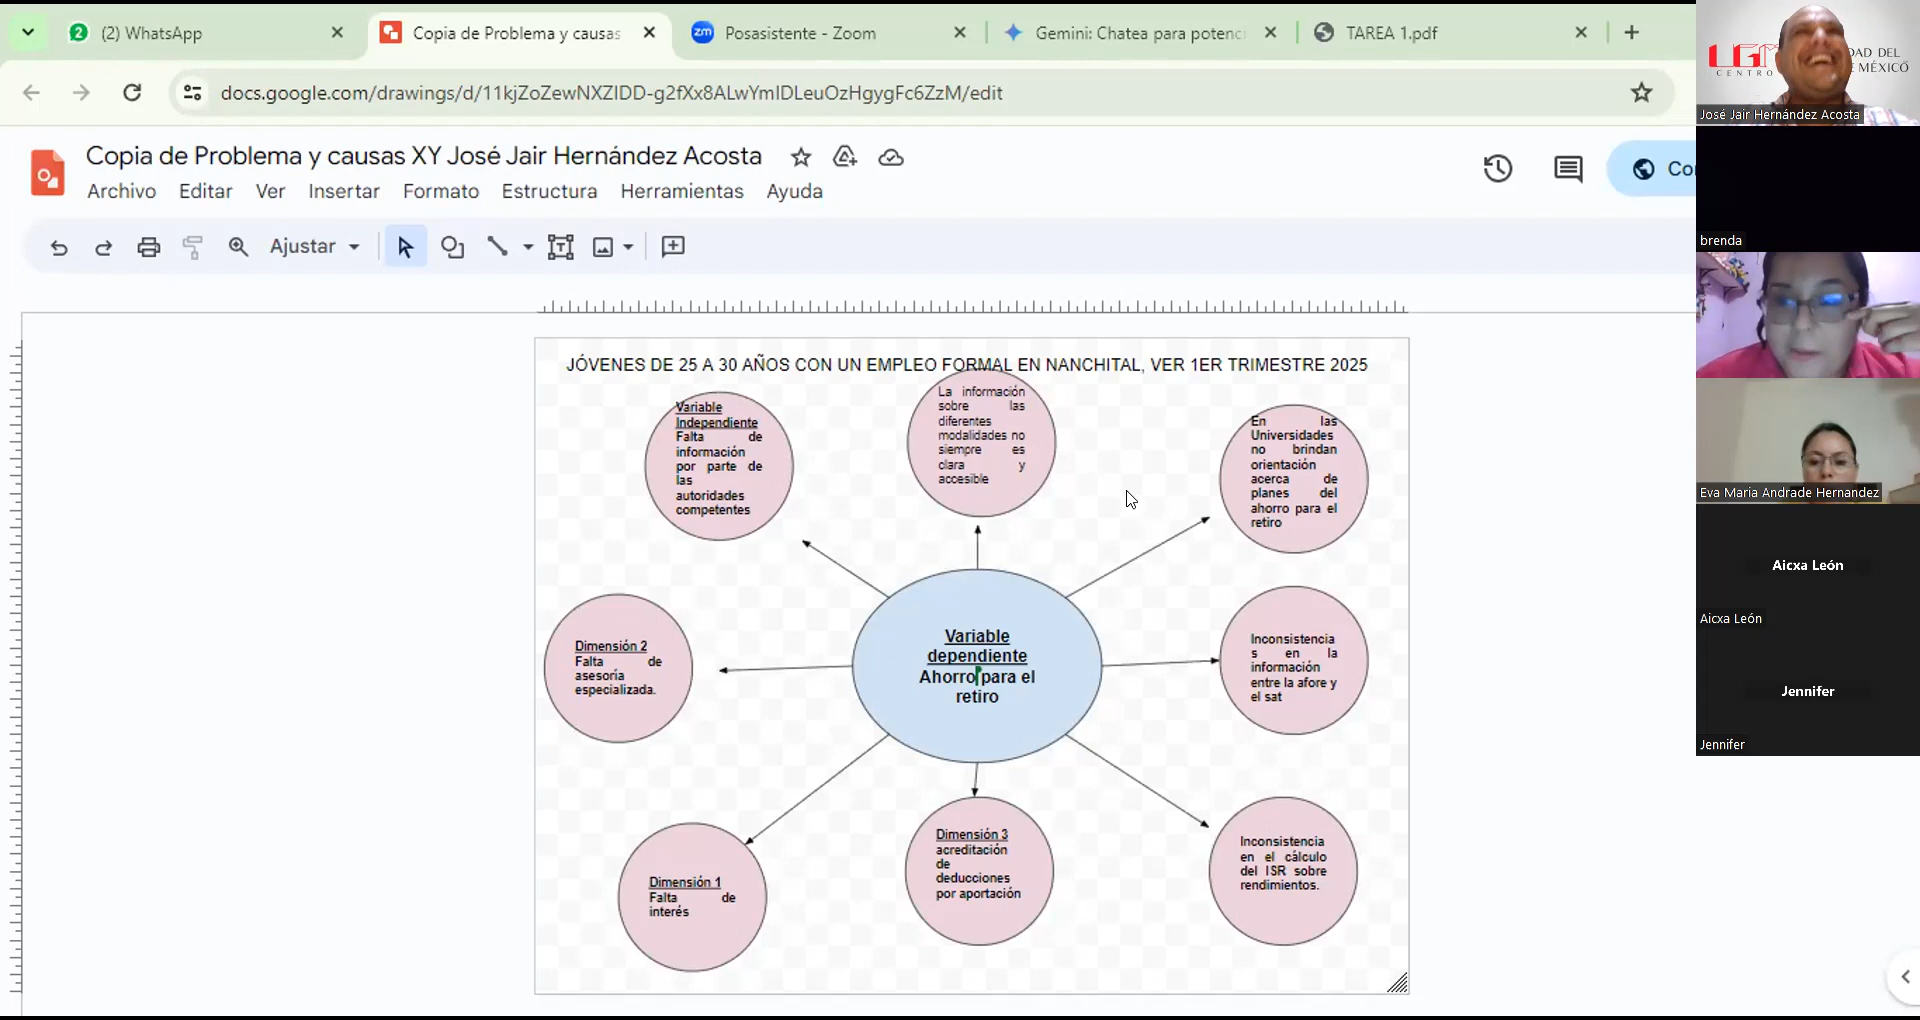 (2) WhatsApp
Copia de Problema y causas
Posasistente - Zoom
Gemini: Chatea para potenci
TAREA 1.pdf
docs.google.com/drawings/d/11kjZoZewNXZIDD-g2fXx8ALwYmIDLeuOzHgygFc6ZzM/edit
Copia de Problema y causas XY José Jair Hernández Acosta
Archivo Editar Ver Insertar Formato Estructura Herramientas Ayuda
Ajustar
JÓVENES DE 25 A 30 AÑOS CON UN EMPLEO FORMAL EN NANCHITAL, VER 1ER TRIMESTRE 2025
Variable
Independiente
Falta de
información
por parte de
las
autoridades
competentes
La información
sobre las
diferentes
modalidades no
siempre es
clara y
accesible
En las
Universidades
no brindan
orientación
acerca de
planes del
ahorro para el
retiro
Dimensión 2
Falta de
asesoría
especializada.
Variable
dependiente
Ahorro para el
retiro
Inconsistencia
s en la
información
entre la afore y
el sat
Dimensión 1
Falta de
interés
Dimensión 3
acreditación
de
deducciones
por aportación
Inconsistencia
en el cálculo
del ISR sobre
rendimientos.
DAD DEL
E MÉXICO
CENTRO
José Jair Hernández Acosta
brenda
Eva Maria Andrade Hernandez
Aicxa León
Aicxa León
Jennifer
Jennifer